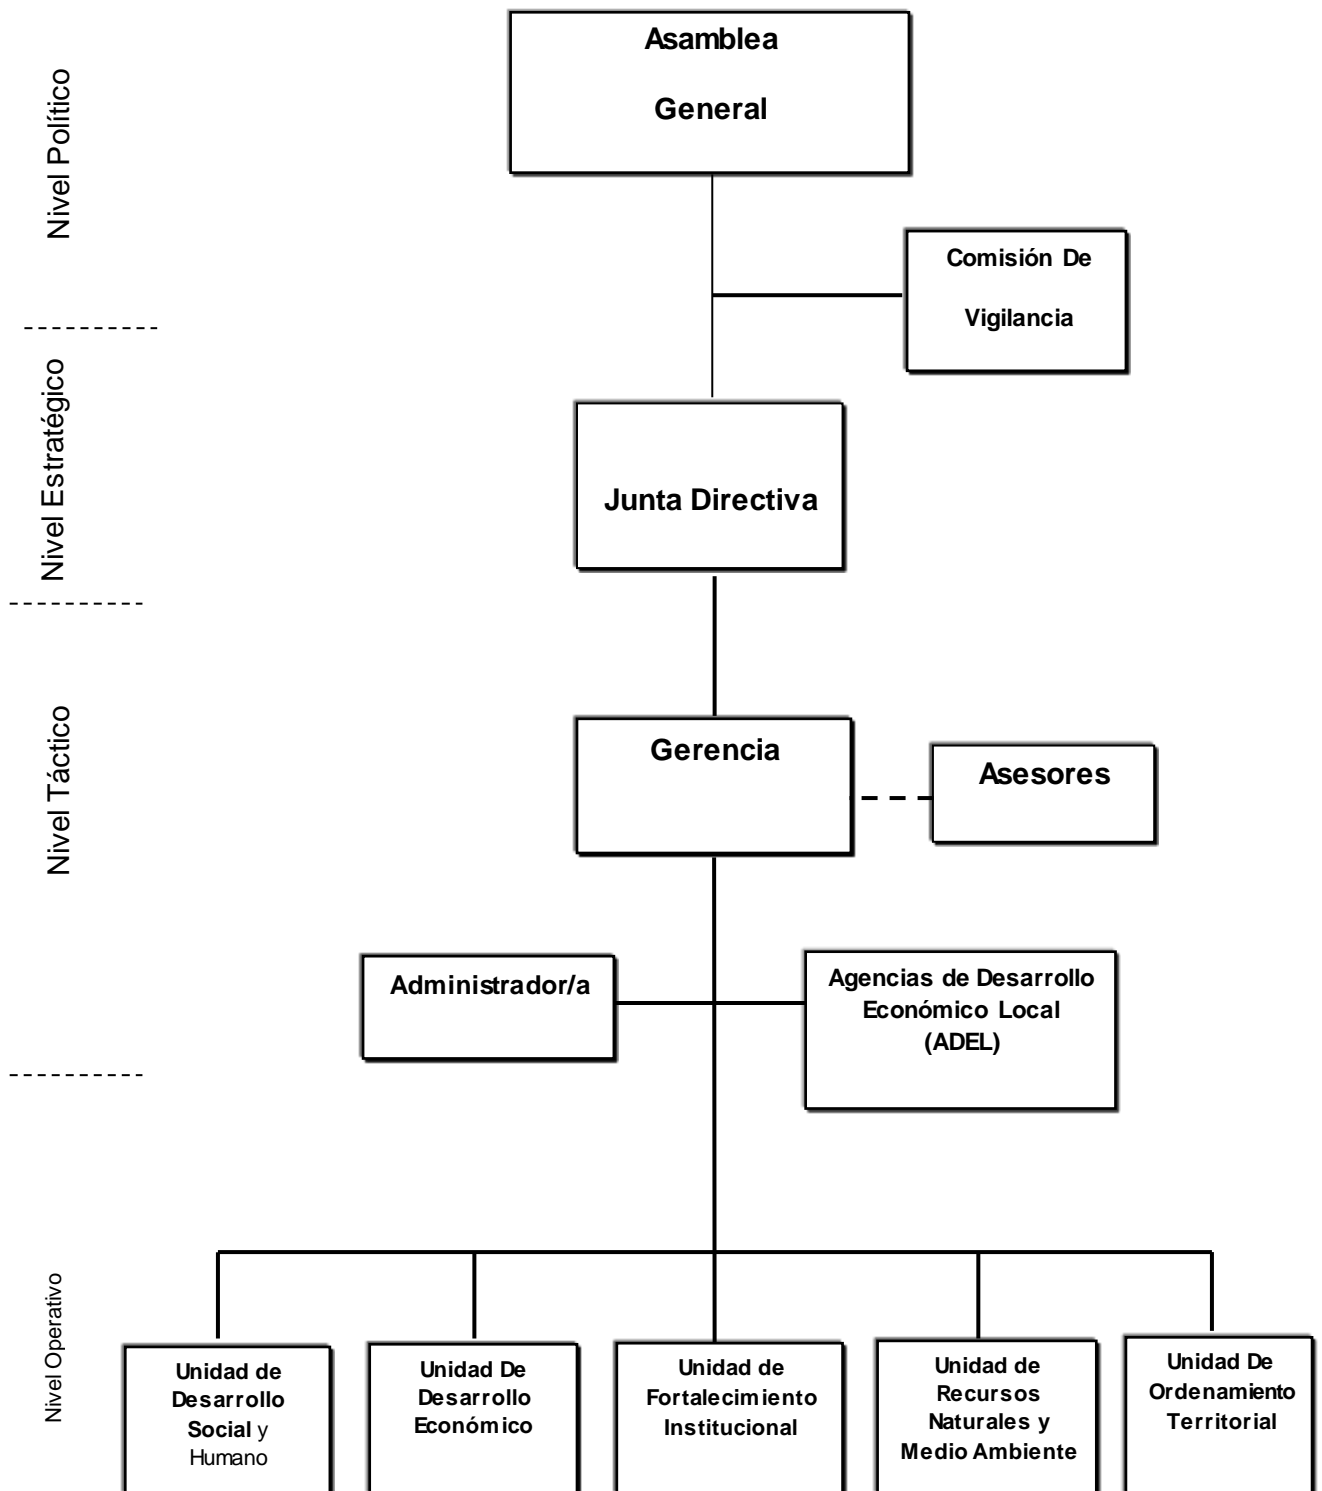 Nivel Político
Asamblea
General
Comisión De
Vigilancia
Nivel Estratégico
Junta Directiva
Nivel Táctico
Gerencia
Asesores
Administrador/a
Agencias de Desarrollo
Económico Local
(ADEL)
Nivel Operativo
Unidad de
Desarrollo
Social y
Humano
Unidad De
Desarrollo
Económico
Unidad de
Fortalecimiento
Institucional
Unidad de
Recursos
Naturales y
Medio Ambiente
Unidad De
Ordenamiento
Territorial